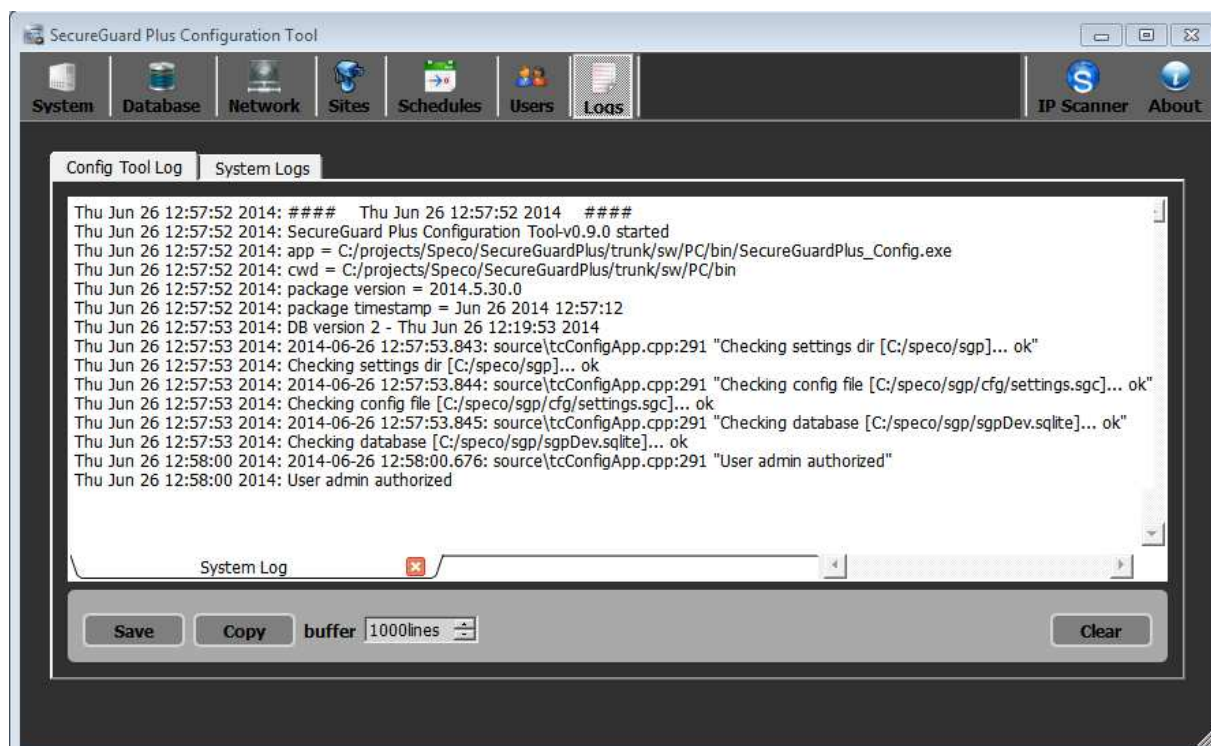 SecureGuard Plus Configuration Tool
System Database Network Sites Schedules Users Logs IP Scanner About
Config Tool Log System Logs
Thu Jun 26 12:57:52 2014: #### Thu Jun 26 12:57:52 2014 ####
Thu Jun 26 12:57:52 2014: SecureGuard Plus Configuration Tool-v0.9.0 started
Thu Jun 26 12:57:52 2014: app = C:/projects/Speco/SecureGuardPlus/trunk/sw/PC/bin/SecureGuardPlus_Config.exe
Thu Jun 26 12:57:52 2014: cwd = C:/projects/Speco/SecureGuardPlus/trunk/sw/PC/bin
Thu Jun 26 12:57:52 2014: package version = 2014.5.30.0
Thu Jun 26 12:57:52 2014: package timestamp = Jun 26 2014 12:57:12
Thu Jun 26 12:57:53 2014: DB version 2 - Thu Jun 26 12:19:53 2014
Thu Jun 26 12:57:53 2014: 2014-06-26 12:57:53.843: source\tcConfigApp.cpp:291 "Checking settings dir [C:/speco/sgp]... ok"
Thu Jun 26 12:57:53 2014: Checking settings dir [C:/speco/sgp]... ok
Thu Jun 26 12:57:53 2014: 2014-06-26 12:57:53.844: source\tcConfigApp.cpp:291 "Checking config file [C:/speco/sgp/cfg/settings.sgc]... ok"
Thu Jun 26 12:57:53 2014: Checking config file [C:/speco/sgp/cfg/settings.sgc]... ok
Thu Jun 26 12:57:53 2014: 2014-06-26 12:57:53.845: source\tcConfigApp.cpp:291 "Checking database [C:/speco/sgp/sgpDev.sqlite]... ok"
Thu Jun 26 12:57:53 2014: Checking database [C:/speco/sgp/sgpDev.sqlite]... ok
Thu Jun 26 12:58:00 2014: 2014-06-26 12:58:00.676: source\tcConfigApp.cpp:291 "User admin authorized"
Thu Jun 26 12:58:00 2014: User admin authorized
System Log
Save Copy buffer 1000lines Clear